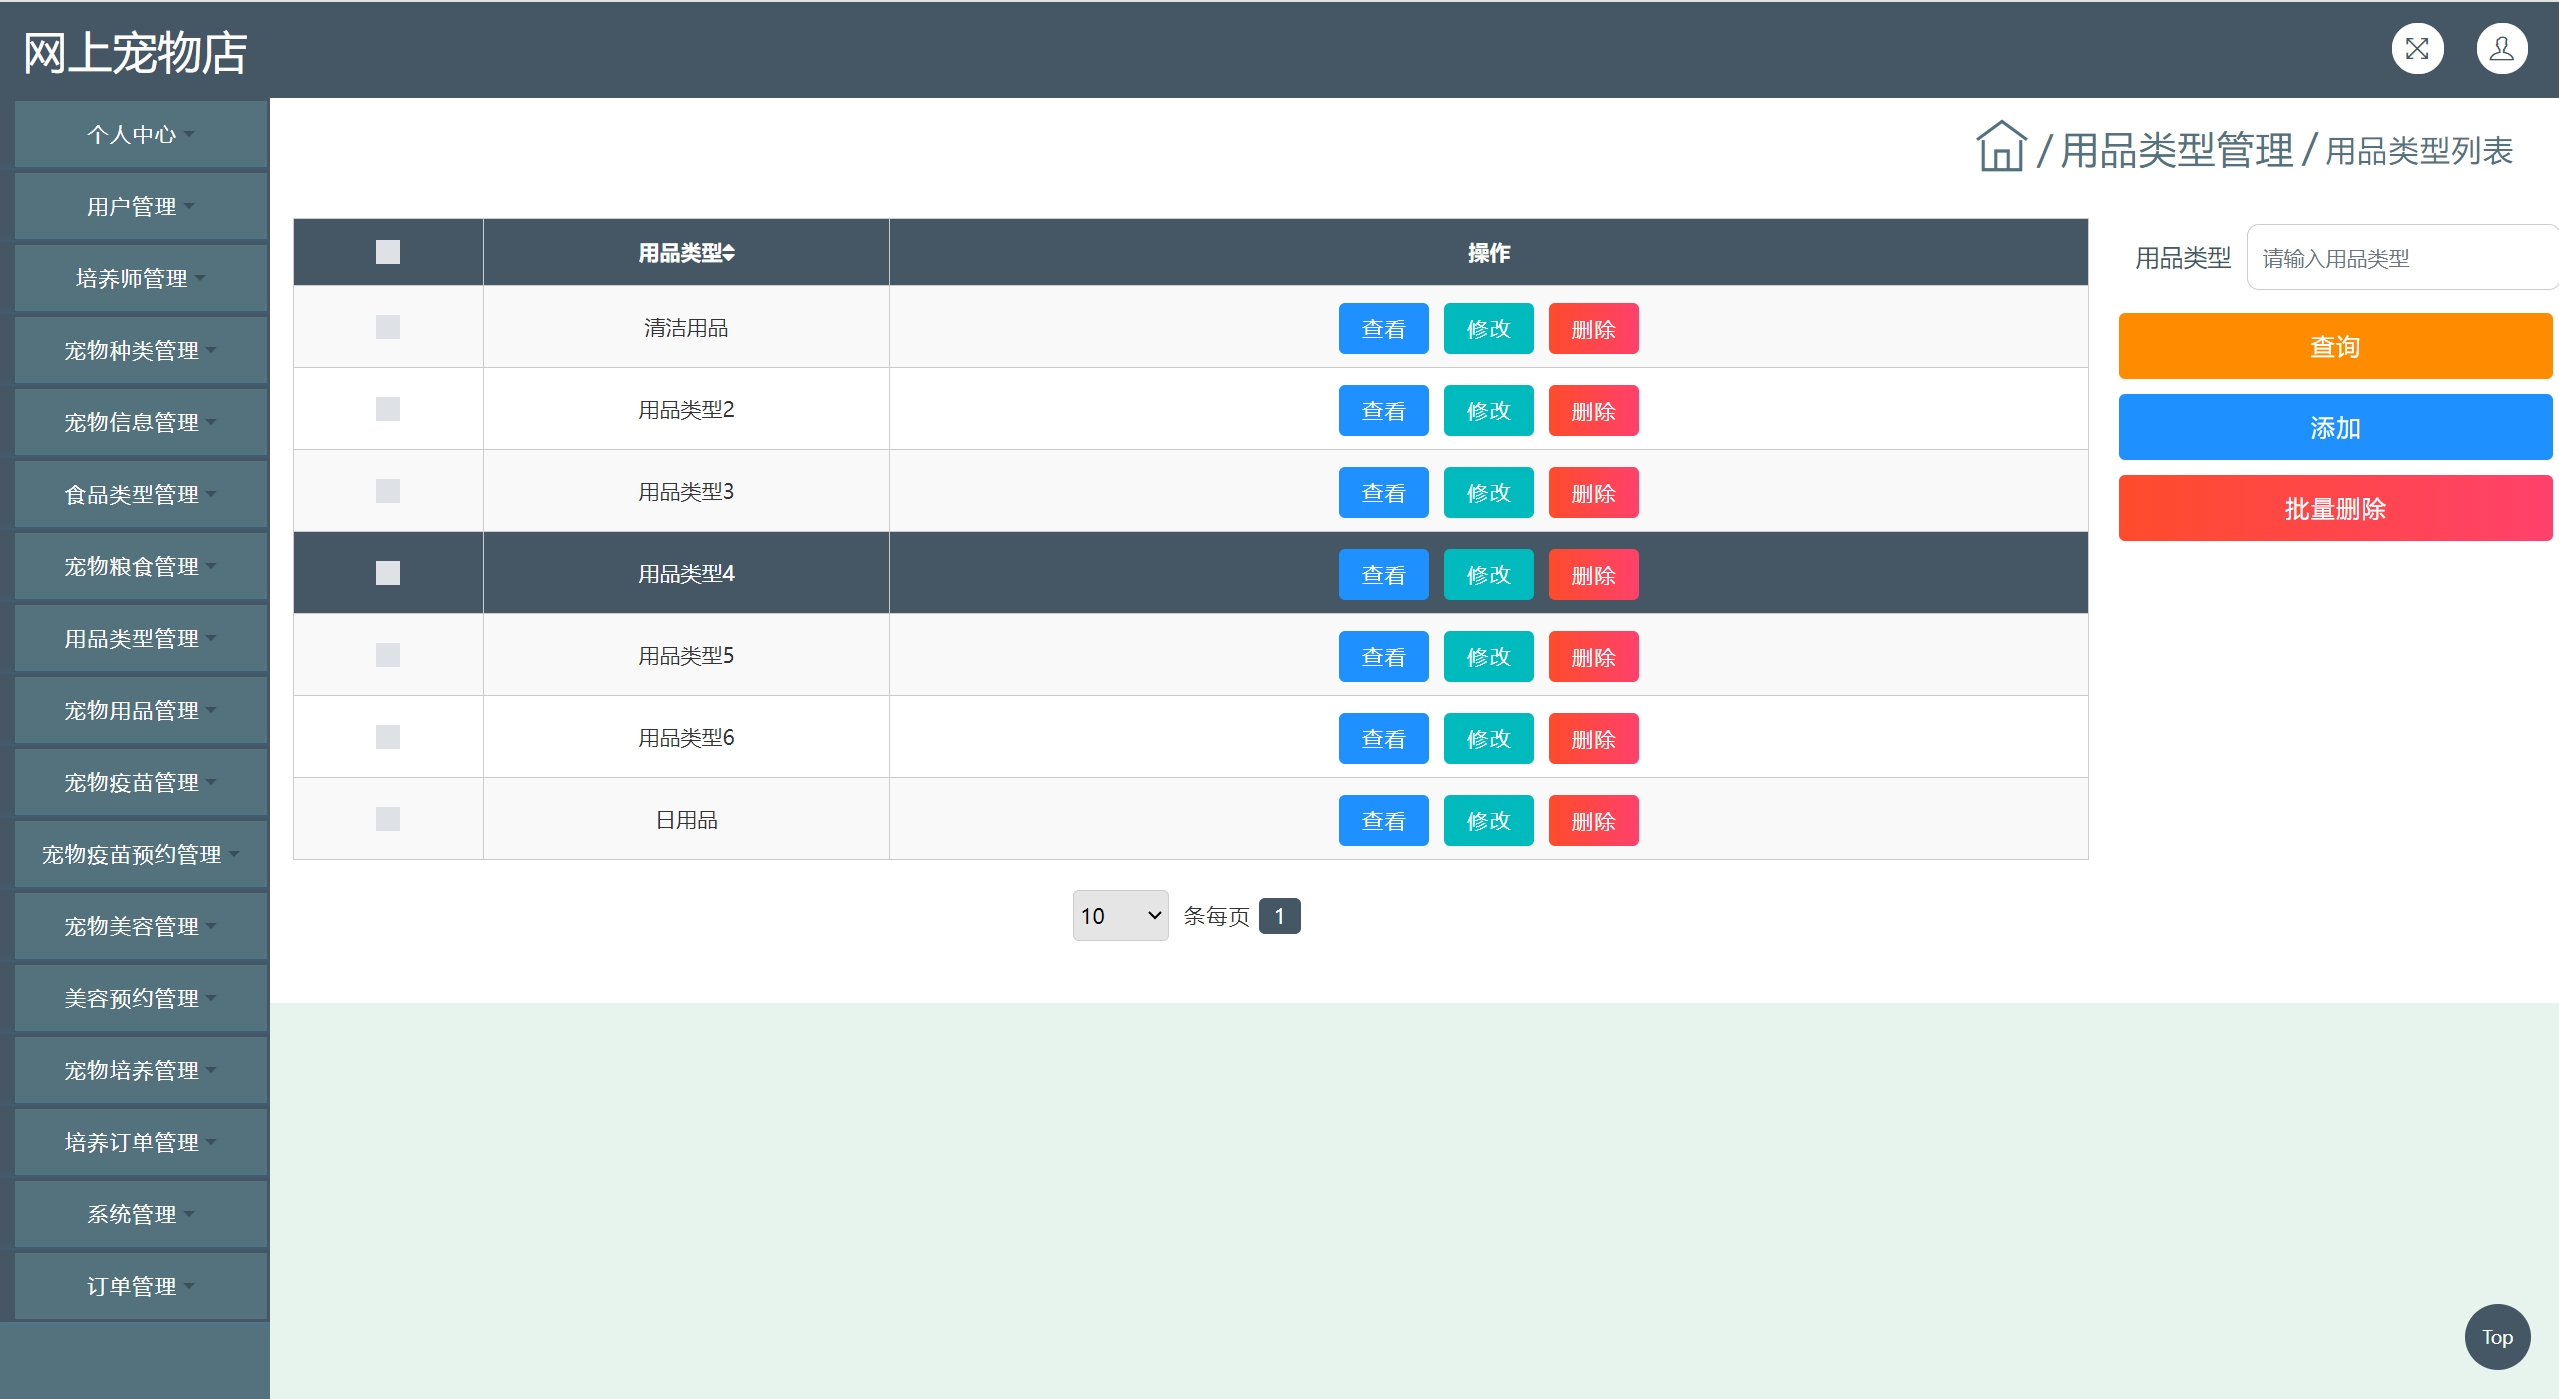 网上宠物店
个人中心
用户管理
培养师管理
宠物种类管理
宠物信息管理
食品类型管理
宠物粮食管理
用品类型管理
宠物用品管理
宠物疫苗管理
宠物疫苗预约管理
宠物美容管理
美容预约管理
宠物培养管理
培养订单管理
系统管理
订单管理
/ 用品类型管理 / 用品类型列表
用品类型 操作
清洁用品 查看 修改 删除
用品类型2 查看 修改 删除
用品类型3 查看 修改 删除
用品类型4 查看 修改 删除
用品类型5 查看 修改 删除
用品类型6 查看 修改 删除
日用品 查看 修改 删除
10 条每页 1
用品类型 请输入用品类型
查询
添加
批量删除
Top